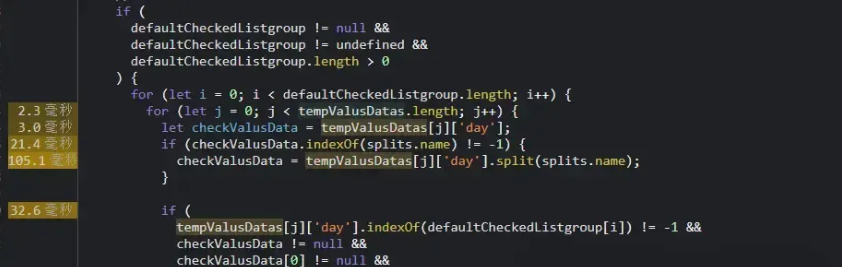 if (
defaultCheckedListgroup != null &&
defaultCheckedListgroup != undefined &&
defaultCheckedListgroup.length > 0
) {
for (let i = 0; i < defaultCheckedListgroup.length; i++) {
2.3 毫秒 for (let j = 0; j < tempValusDatas.length; j++) {
3.0 毫秒 let checkValusData = tempValusDatas[j]['day'];
21.4 毫秒 if (checkValusData.indexOf(splits.name) != -1) {
105.1 毫秒 checkValusData = tempValusDatas[j]['day'].split(splits.name);
}
32.6 毫秒 if (
tempValusDatas[j]['day'].indexOf(defaultCheckedListgroup[i]) != -1 &&
checkValusData != null &&
checkValusData[0] != null &&